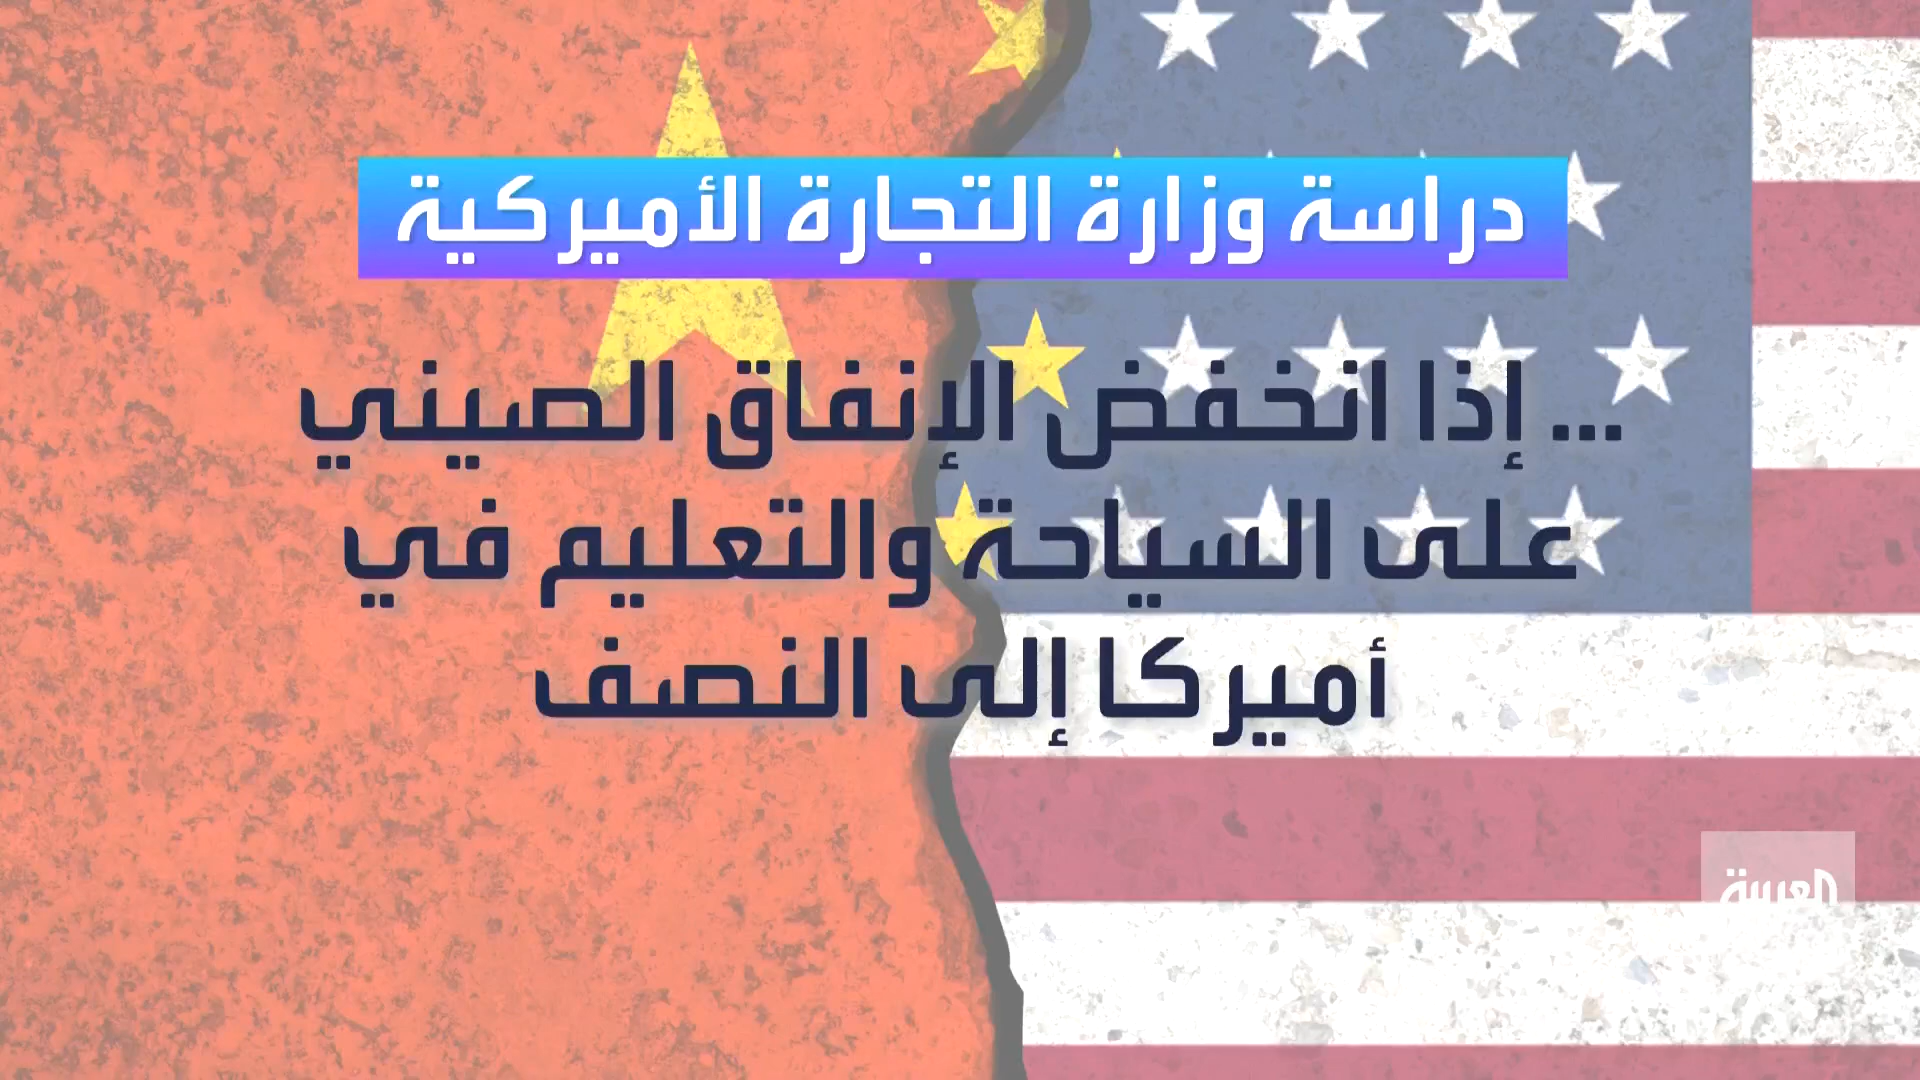 دراسة وزارة التجارة الأميركية
... إذا انخفض الإنفاق الصيني
على السياحة والتعليم في
أميركا إلى النصف
العربية